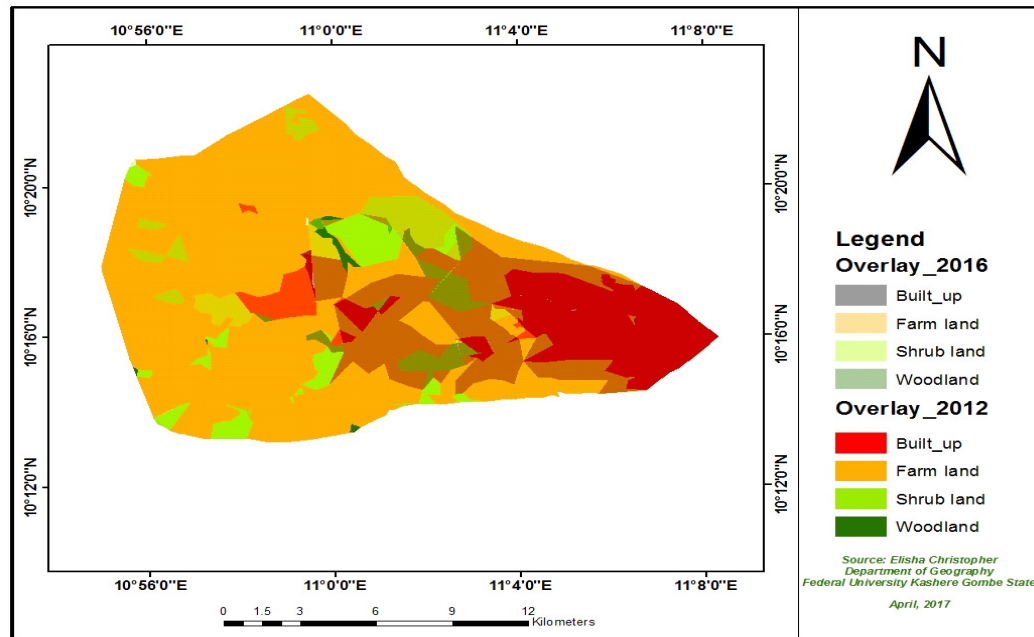 10°56'0"E 11°0'0"E 11°4'0"E 11°8'0"E
N
10°20'0"N 10°20'0"N
10°16'0"N 10°16'0"N
10°12'0"N 10°12'0"N
10°56'0"E 11°0'0"E 11°4'0"E 11°8'0"E
0 1.5 3 6 9 12
Kilometers
Legend
Overlay_2016
Built_up
Farm land
Shrub land
Woodland
Overlay_2012
Built_up
Farm land
Shrub land
Woodland
Source: Elisha Christopher
Department of Geography
Federal University Kashere Gombe State
April, 2017